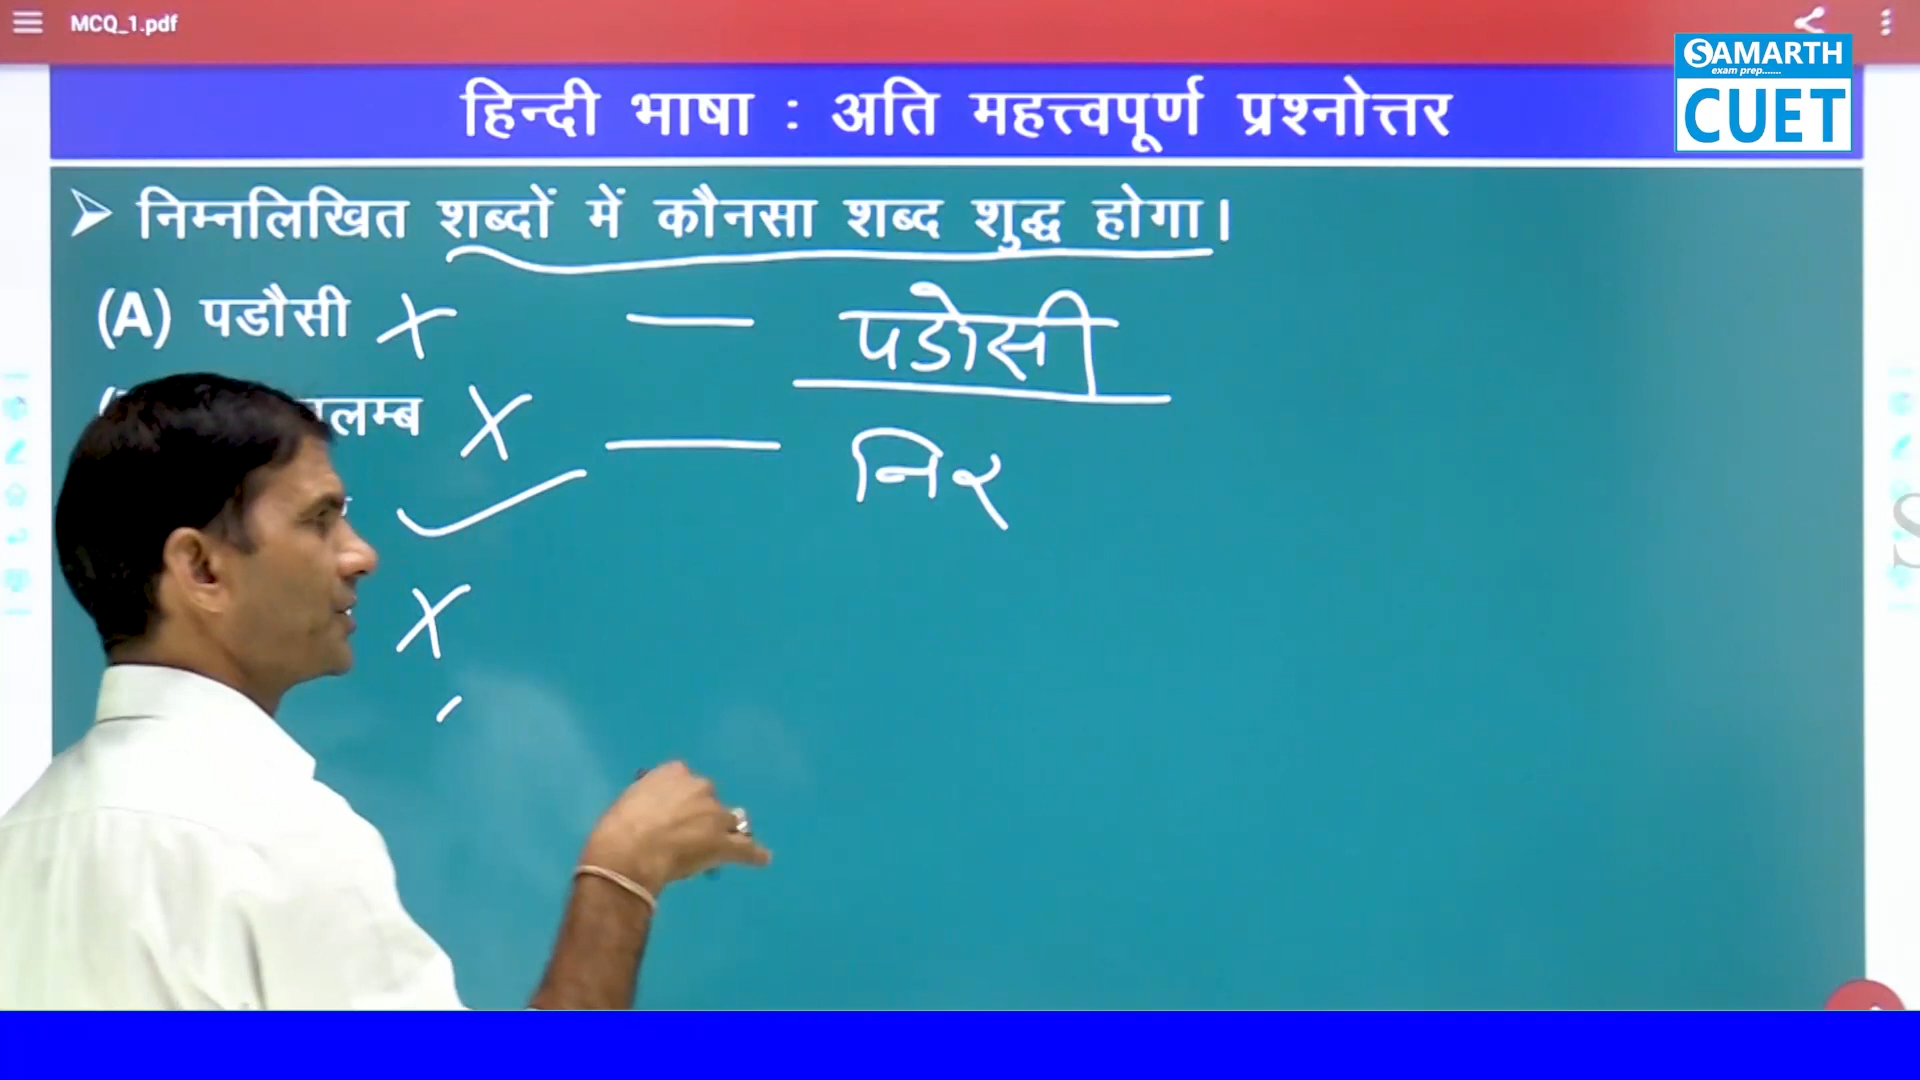 MCQ_1.pdf
SAMARTH
exam prep.......
CUET
हिन्दी भाषा : अति महत्त्वपूर्ण प्रश्नोत्तर
➢ निम्नलिखित शब्दों में कौनसा शब्द शुद्ध होगा।
(A) पडौसी X — पडोसी
लम्ब X — निर
✓
X